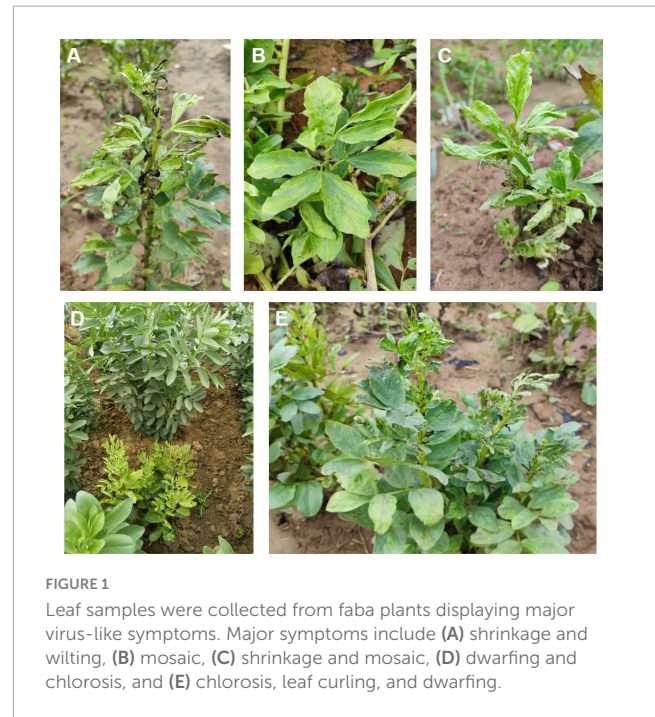 A
B
C
D
E
FIGURE 1
Leaf samples were collected from faba plants displaying major
virus-like symptoms. Major symptoms include (A) shrinkage and
wilting, (B) mosaic, (C) shrinkage and mosaic, (D) dwarfing and
chlorosis, and (E) chlorosis, leaf curling, and dwarfing.